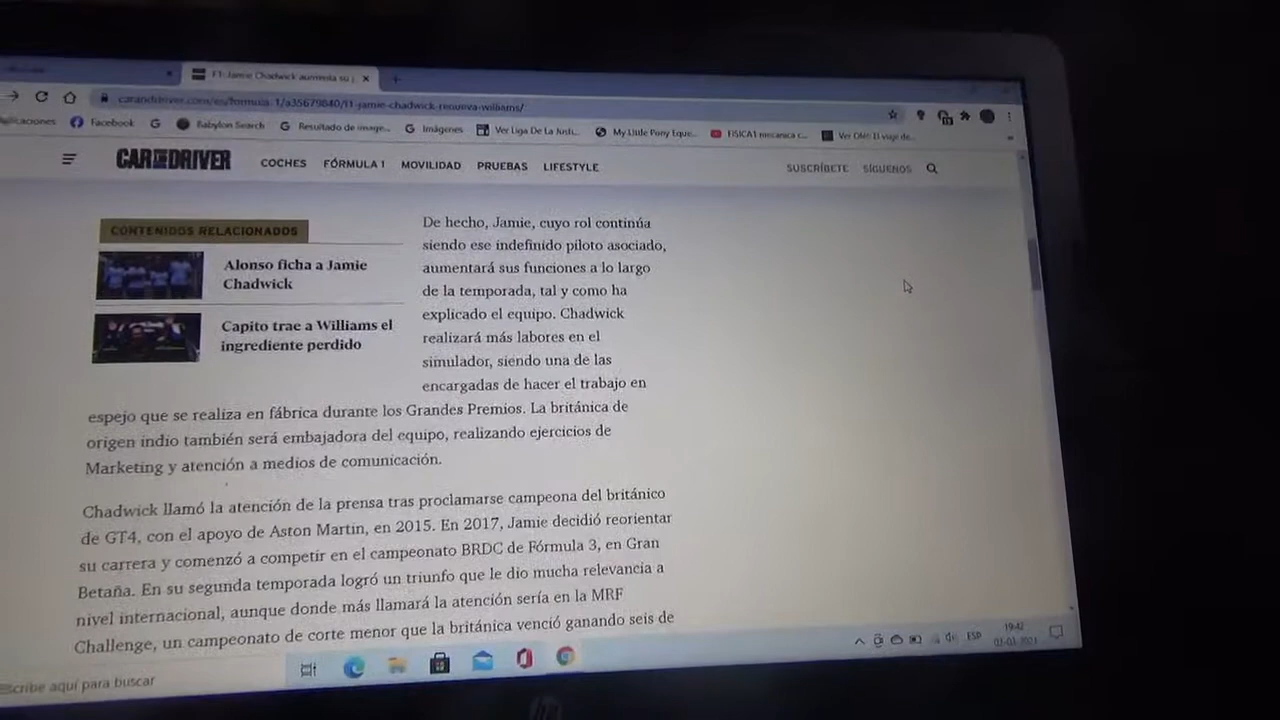 F1: Jamie Chadwick aumenta su
carandriver.com/es/formula-1/a35679840/f1-jamie-chadwick-renueva-williams/
Facebook
Babylon Search
Resultado de image...
Imágenes
Ver Liga De La Justi...
My Little Pony Eque...
FISICA1 mecanica c...
CAR AND DRIVER
COCHES FÓRMULA 1 MOVILIDAD PRUEBAS LIFESTYLE
SUSCRÍBETE SÍGUENOS
CONTENIDOS RELACIONADOS
Alonso ficha a Jamie
Chadwick
Capito trae a Williams el
ingrediente perdido
De hecho, Jamie, cuyo rol continúa
siendo ese indefinido piloto asociado,
aumentará sus funciones a lo largo
de la temporada, tal y como ha
explicado el equipo. Chadwick
realizará más labores en el
simulador, siendo una de las
encargadas de hacer el trabajo en
espejo que se realiza en fábrica durante los Grandes Premios. La británica de
origen indio también será embajadora del equipo, realizando ejercicios de
Marketing y atención a medios de comunicación.
Chadwick llamó la atención de la prensa tras proclamarse campeona del británico
de GT4, con el apoyo de Aston Martin, en 2015. En 2017, Jamie decidió reorientar
su carrera y comenzó a competir en el campeonato BRDC de Fórmula 3, en Gran
Betaña. En su segunda temporada logró un triunfo que le dio mucha relevancia a
nivel internacional, aunque donde más llamará la atención sería en la MRF
Challenge, un campeonato de corte menor que la británica venció ganando seis de
Escribe aquí para buscar
ESP
19:42
hp